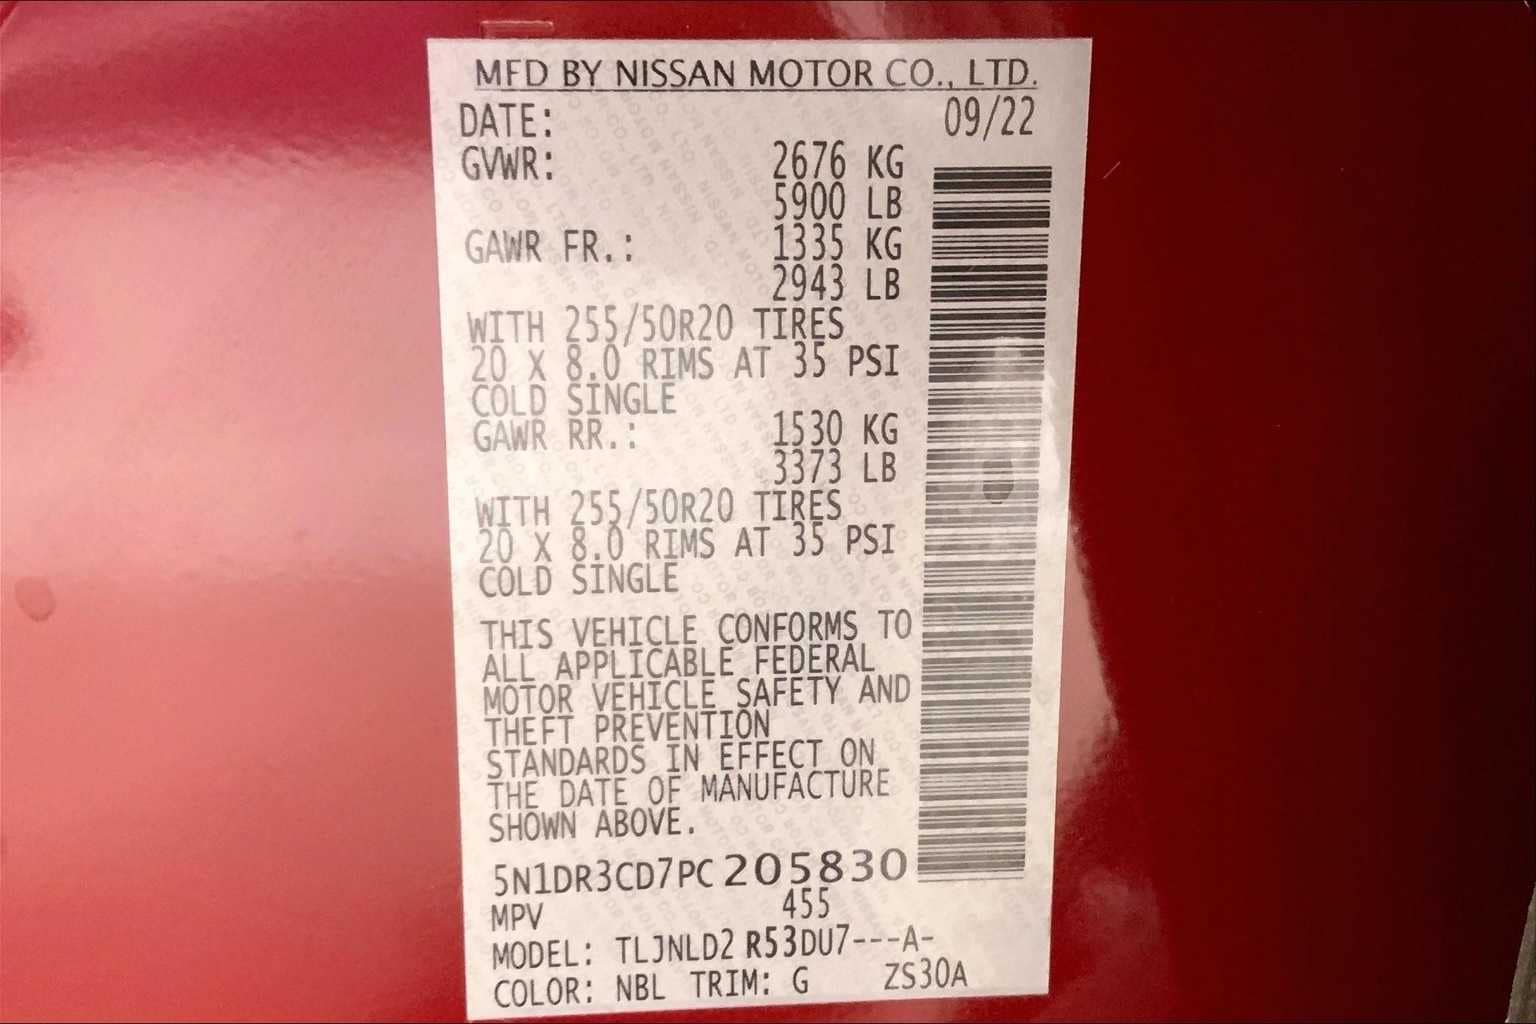 MFD BY NISSAN MOTOR CO., LTD.
DATE: 09/22
GVWR: 2676 KG
5900 LB
GAWR FR.: 1335 KG
2943 LB
WITH 255/50R20 TIRES
20 X 8.0 RIMS AT 35 PSI
COLD SINGLE
GAWR RR.: 1530 KG
3373 LB
WITH 255/50R20 TIRES
20 X 8.0 RIMS AT 35 PSI
COLD SINGLE
THIS VEHICLE CONFORMS TO
ALL APPLICABLE FEDERAL
MOTOR VEHICLE SAFETY AND
THEFT PREVENTION
STANDARDS IN EFFECT ON
THE DATE OF MANUFACTURE
SHOWN ABOVE.
5N1DR3CD7PC205830
MPV 455
MODEL: TLJNLD2 R53DU7---A-
COLOR: NBL TRIM: G ZS30A